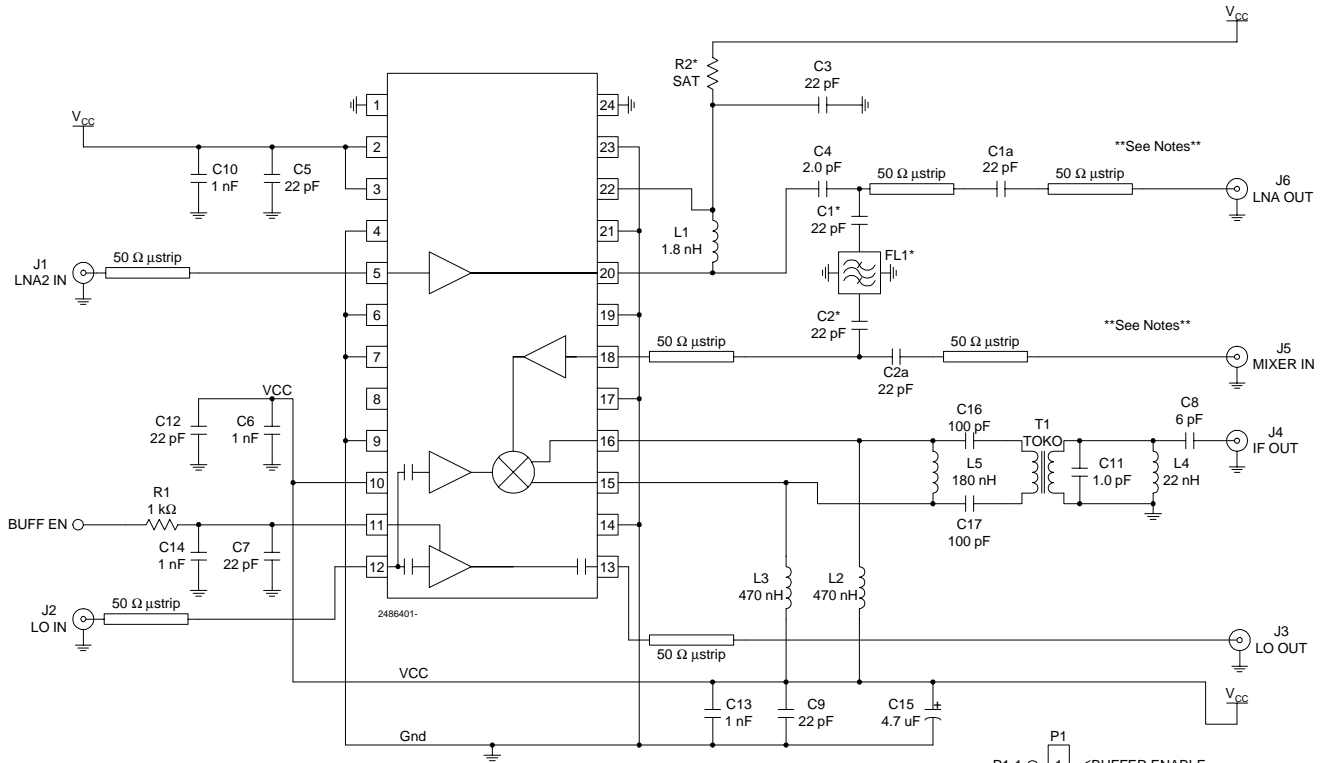 V_CC
R2*
SAT
C3
22 pF
1
24
V_CC
2
23
C10
1 nF
C5
22 pF
3
22
C4
2.0 pF
50 Ω µstrip
C1a
22 pF
**See Notes**
50 Ω µstrip
J6
LNA OUT
4
21
L1
1.8 nH
C1*
22 pF
J1
LNA2 IN
50 Ω µstrip
5
20
FL1*
6
19
C2*
22 pF
**See Notes**
7
18
50 Ω µstrip
C2a
22 pF
50 Ω µstrip
J5
MIXER IN
VCC
8
17
C12
22 pF
C6
1 nF
9
16
C16
100 pF
T1
TOKO
C8
6 pF
J4
IF OUT
10
15
L5
180 nH
C11
1.0 pF
L4
22 nH
R1
1 kΩ
BUFF EN
11
14
C17
100 pF
C14
1 nF
C7
22 pF
12
13
L3
470 nH
L2
470 nH
J2
LO IN
50 Ω µstrip
2486401-
50 Ω µstrip
J3
LO OUT
VCC
V_CC
C13
1 nF
C9
22 pF
C15
4.7 uF
+
Gnd
P1